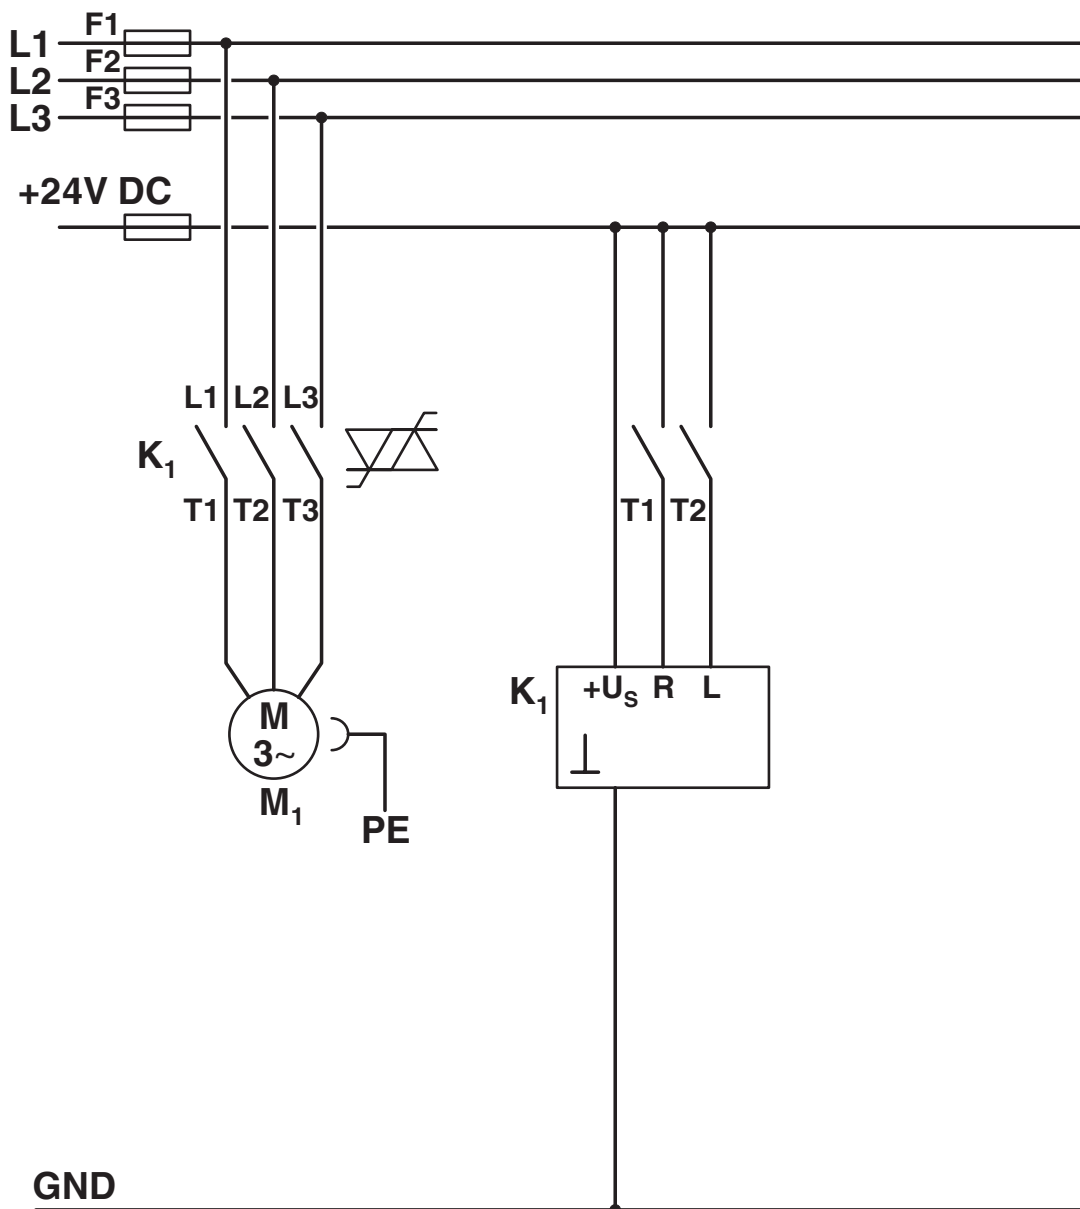 F1
L1
F2
L2
F3
L3
+24V DC
L1 L2 L3
K1
T1 T2 T3
T1 T2
K1 +US R L
M
3~
M1
PE
GND